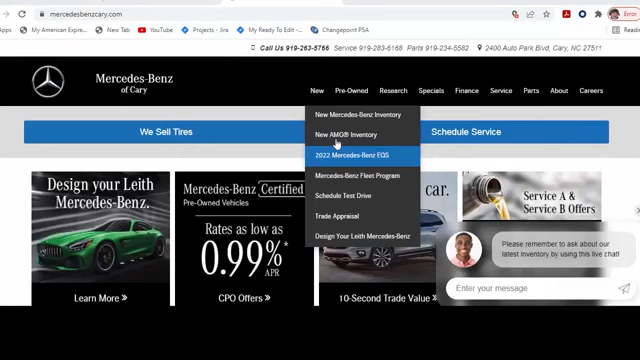 mercedesbenzcary.com
Error
Apps
My American Expre...
New Tab
YouTube
Jira
Projects - Jira
My Ready To Edit - ...
Changepoint PSA
Call Us 919-263-5766 Service 919-283-6168 Parts 919-234-5582 2400 Auto Park Blvd, Cary, NC 27511
Mercedes-Benz
of Cary
New Pre-Owned Research Specials Finance Service Parts About Careers
New Mercedes-Benz Inventory
New AMG® Inventory
2022 Mercedes-Benz EQS
Mercedes-Benz Fleet Program
Schedule Test Drive
Trade Appraisal
Design Your Leith Mercedes-Benz
We Sell Tires
Schedule Service
Design your Leith
Mercedes-Benz.
Learn More »
Mercedes-Benz Certified
Pre-Owned Vehicles
Rates as low as
0.99%*
APR
CPO Offers »
car.
10-Second Trade Value »
Service A &
Service B Offers
Please remember to ask about our
latest inventory by using this live chat!
Enter your message